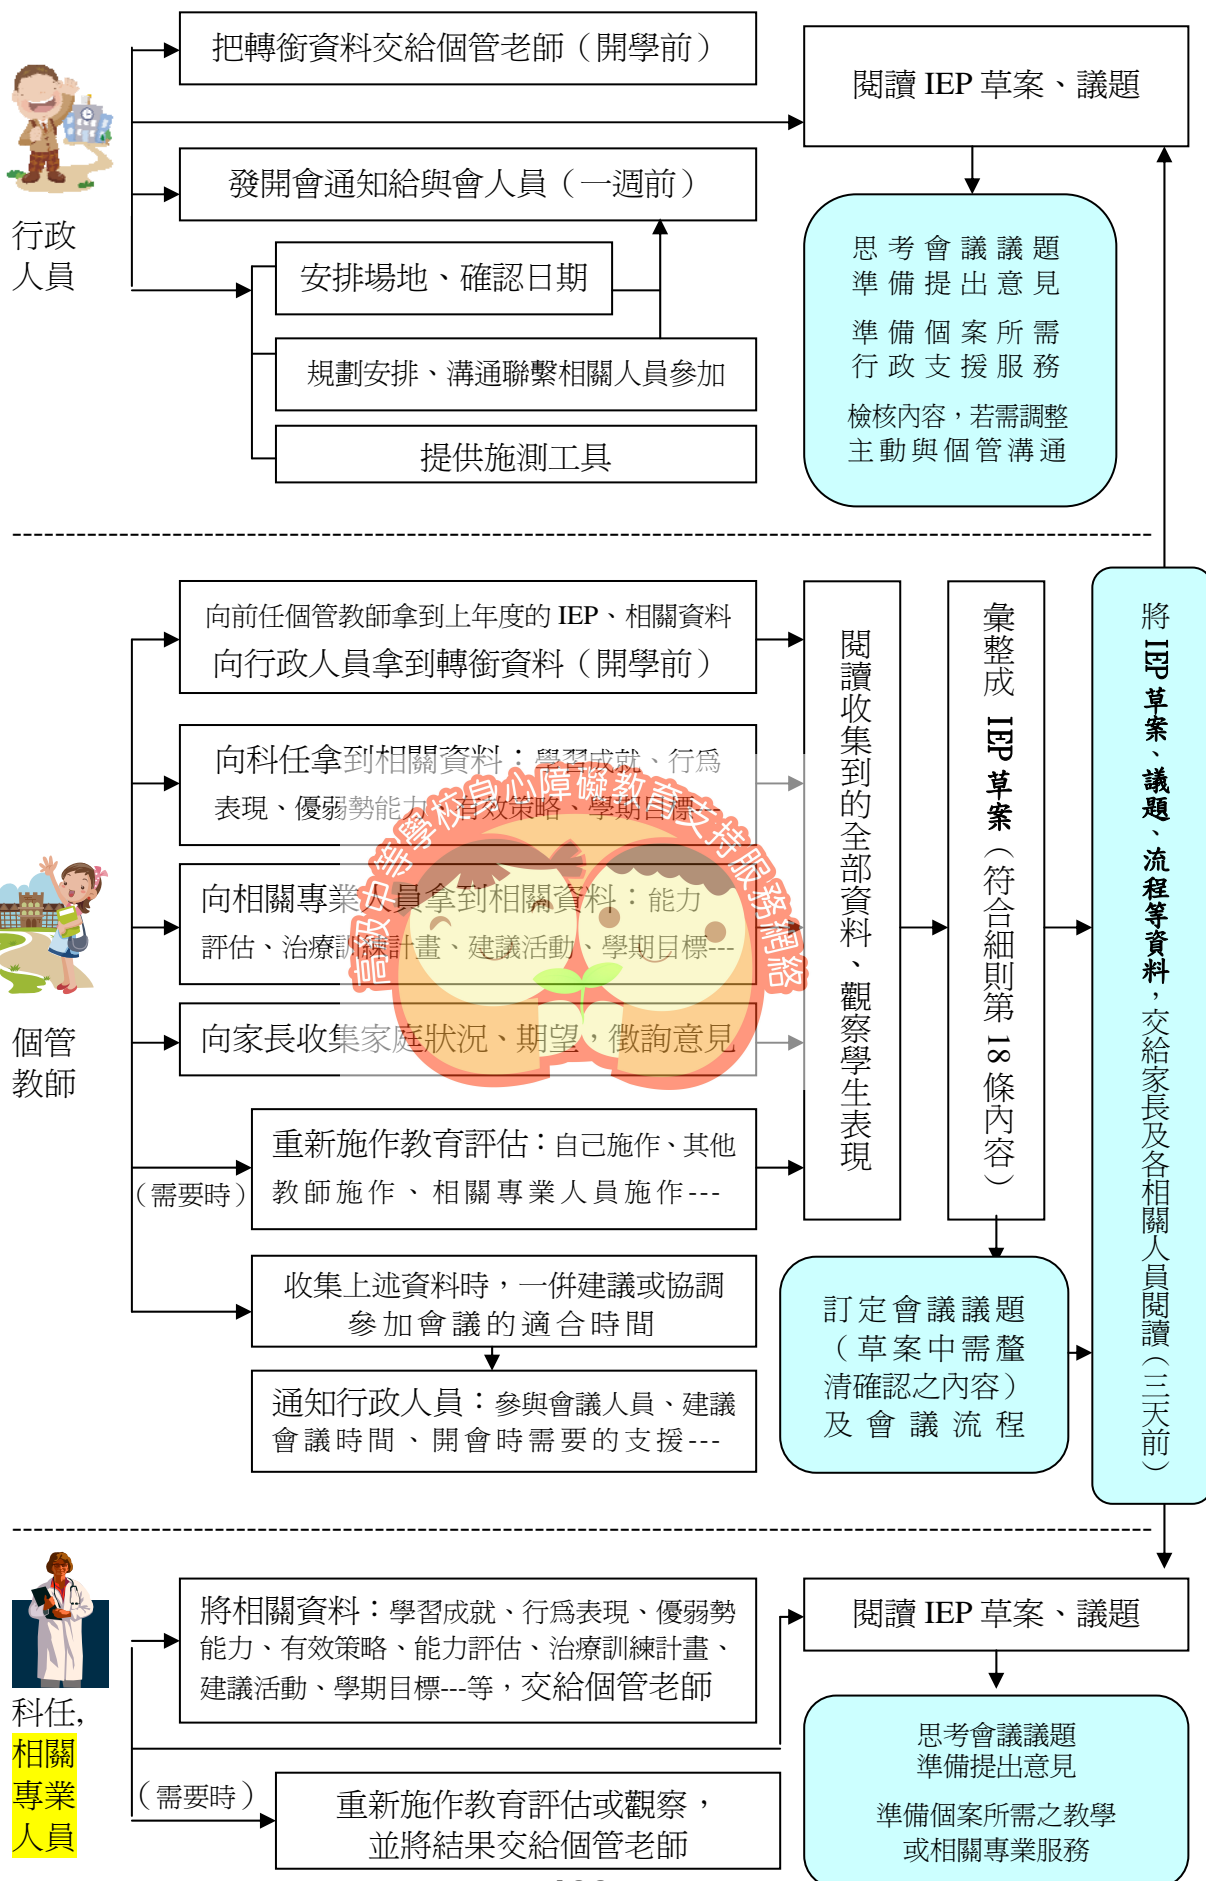 把轉銜資料交給個管老師（開學前）
閱讀 IEP 草案、議題
發開會通知給與會人員（一週前）
行政
人員
安排場地、確認日期
規劃安排、溝通聯繫相關人員參加
提供施測工具
思考會議議題
準備提出意見
準備個案所需
行政支援服務
檢核內容，若需調整
主動與個管溝通
向前任個管教師拿到上年度的 IEP、相關資料
向行政人員拿到轉銜資料（開學前）
向科任拿到相關資料：學習成就、行為
表現、優弱勢能力、有效策略、學期目標---
向相關專業人員拿到相關資料：能力
評估、治療訓練計畫、建議活動、學期目標---
向家長收集家庭狀況、期望，徵詢意見
個管
教師
（需要時）
重新施作教育評估：自己施作、其他
教師施作、相關專業人員施作---
收集上述資料時，一併建議或協調
參加會議的適合時間
通知行政人員：參與會議人員、建議
會議時間、開會時需要的支援---
閱讀收集到的全部資料、觀察學生表現
彙整成 IEP 草案（符合細則第 18 條內容）
訂定會議議題
（草案中需釐
清確認之內容）
及會議流程
將 IEP 草案、議題、流程等資料，交給家長及各相關人員閱讀（三天前）
高級中等學校身心障礙教育支持服務網絡
科任,
相關
專業
人員
將相關資料：學習成就、行為表現、優弱勢
能力、有效策略、能力評估、治療訓練計畫、
建議活動、學期目標---等，交給個管老師
（需要時）
重新施作教育評估或觀察，
並將結果交給個管老師
閱讀 IEP 草案、議題
思考會議議題
準備提出意見
準備個案所需之教學
或相關專業服務